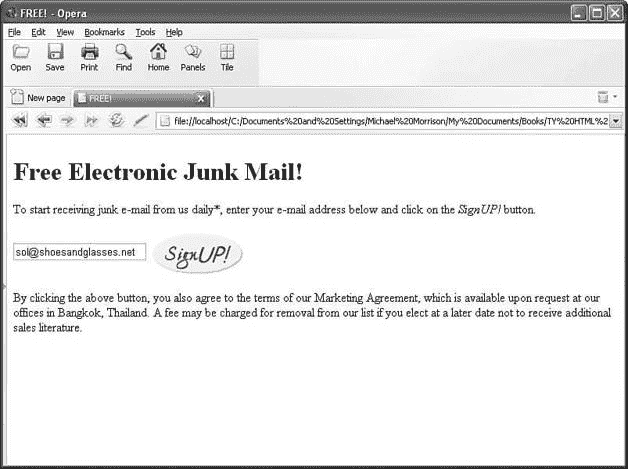 FREE! - Opera
File Edit View Bookmarks Tools Help
Open Save Print Find Home Panels Tile
New page FREE!
file://localhost/C:/Documents%20and%20Settings/Michael%20Morrison/My%20Documents/Books/TY%20HTML%2
Free Electronic Junk Mail!
To start receiving junk e-mail from us daily*, enter your e-mail address below and click on the SignUP! button.
sol@shoesandglasses.net SignUP!
By clicking the above button, you also agree to the terms of our Marketing Agreement, which is available upon request at our
offices in Bangkok, Thailand. A fee may be charged for removal from our list if you elect at a later date not to receive additional
sales literature.